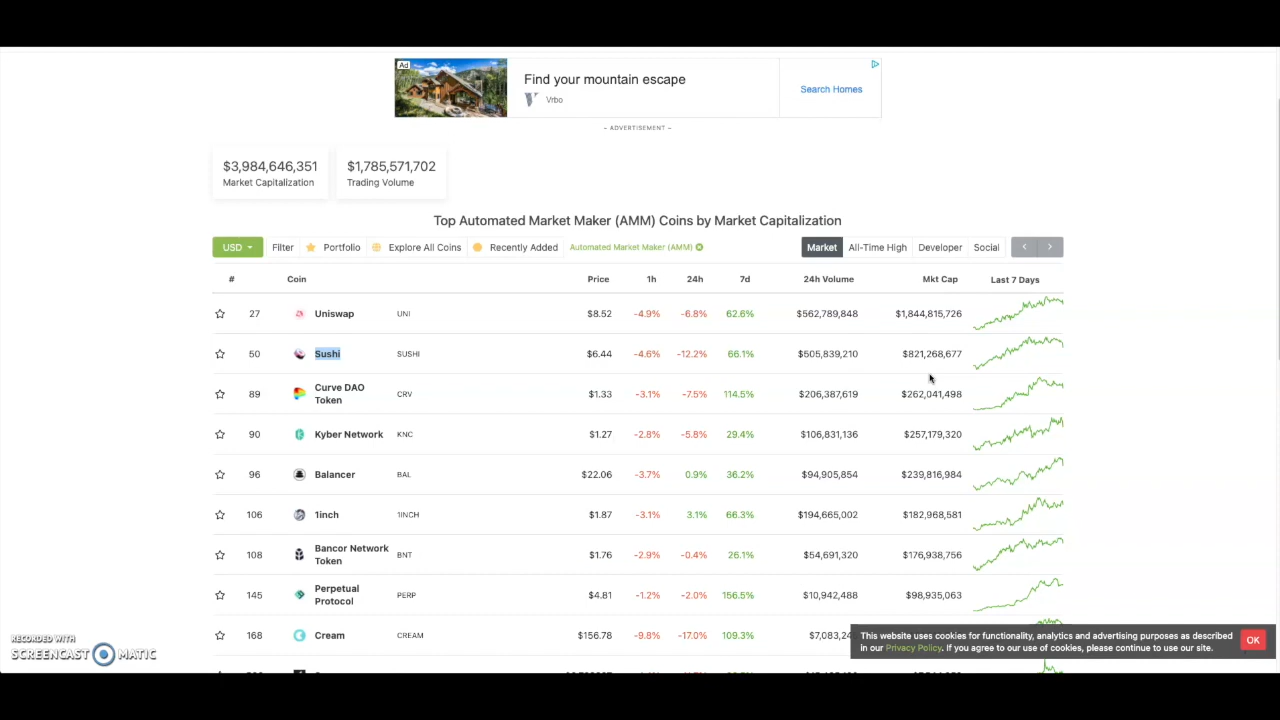 Ad
Find your mountain escape
Vrbo
Search Homes
– ADVERTISEMENT –
$3,984,646,351 $1,785,571,702
Market Capitalization Trading Volume
Top Automated Market Maker (AMM) Coins by Market Capitalization
USD Filter Portfolio Explore All Coins Recently Added Automated Market Maker (AMM) Market All-Time High Developer Social
# Coin Price 1h 24h 7d 24h Volume Mkt Cap Last 7 Days
27 Uniswap UNI $8.52 -4.9% -6.8% 62.6% $562,789,848 $1,844,815,726
50 Sushi SUSHI $6.44 -4.6% -12.2% 66.1% $505,839,210 $821,268,677
89 Curve DAO Token CRV $1.33 -3.1% -7.5% 114.5% $206,387,619 $262,041,498
90 Kyber Network KNC $1.27 -2.8% -5.8% 29.4% $106,831,136 $257,179,320
96 Balancer BAL $22.06 -3.7% 0.9% 36.2% $94,905,854 $239,816,984
106 1inch 1INCH $1.87 -3.1% 3.1% 66.3% $194,665,002 $182,968,581
108 Bancor Network Token BNT $1.76 -2.9% -0.4% 26.1% $54,691,320 $176,938,756
145 Perpetual Protocol PERP $4.81 -1.2% -2.0% 156.5% $10,942,488 $98,935,063
168 Cream CREAM $156.78 -9.8% -17.0% 109.3% $7,083,24
This website uses cookies for functionality, analytics and advertising purposes as described
in our Privacy Policy. If you agree to our use of cookies, please continue to use our site.
OK
RECORDED WITH
SCREENCAST MATIC